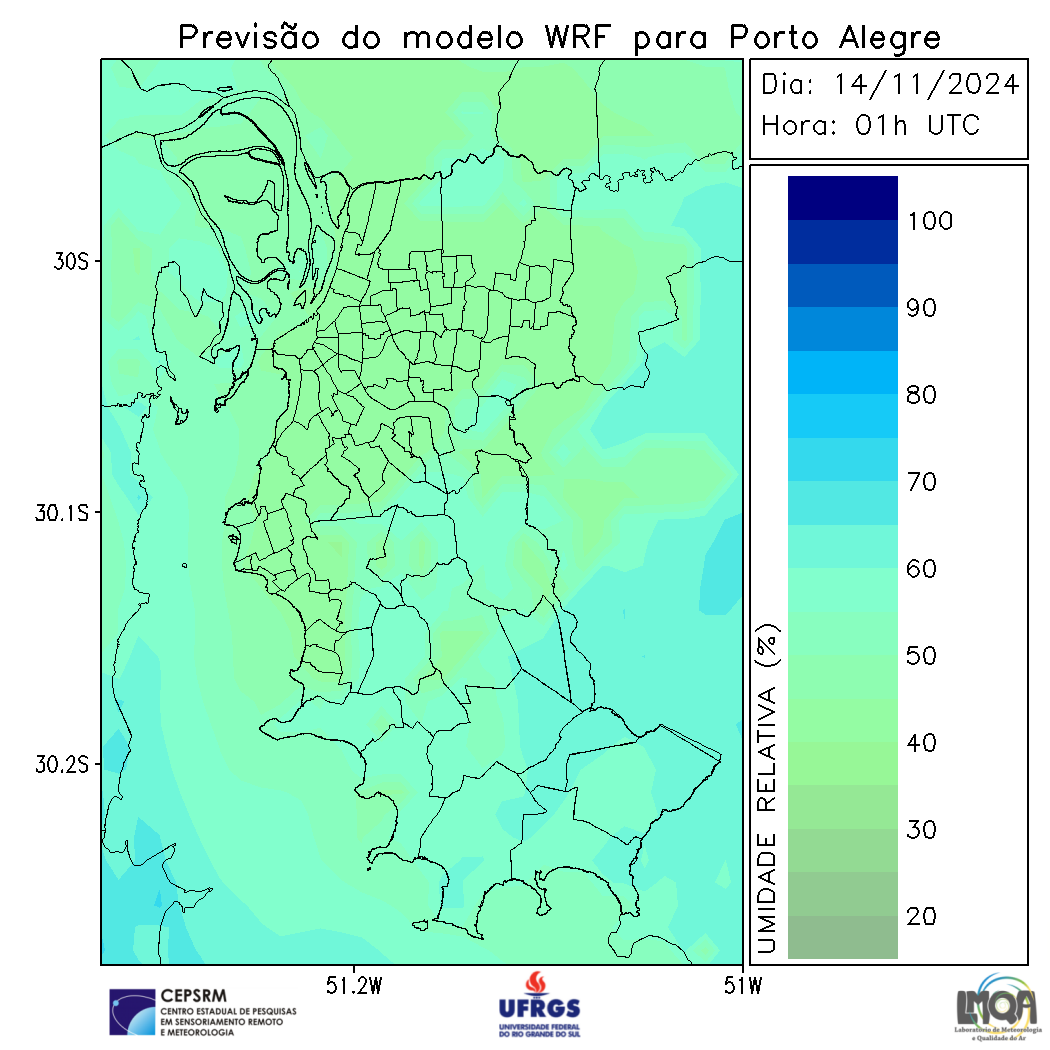 Previsão do modelo WRF para Porto Alegre
Dia: 14/11/2024
Hora: 01h UTC
30S
30.1S
30.2S
51.2W
51W
UMIDADE RELATIVA (%)
100
90
80
70
60
50
40
30
20
CEPSRM
CENTRO ESTADUAL DE PESQUISAS
EM SENSORIAMENTO REMOTO
E METEOROLOGIA
UFRGS
UNIVERSIDADE FEDERAL
DO RIO GRANDE DO SUL
LMQA
Laboratório de Meteorologia
e Qualidade do Ar